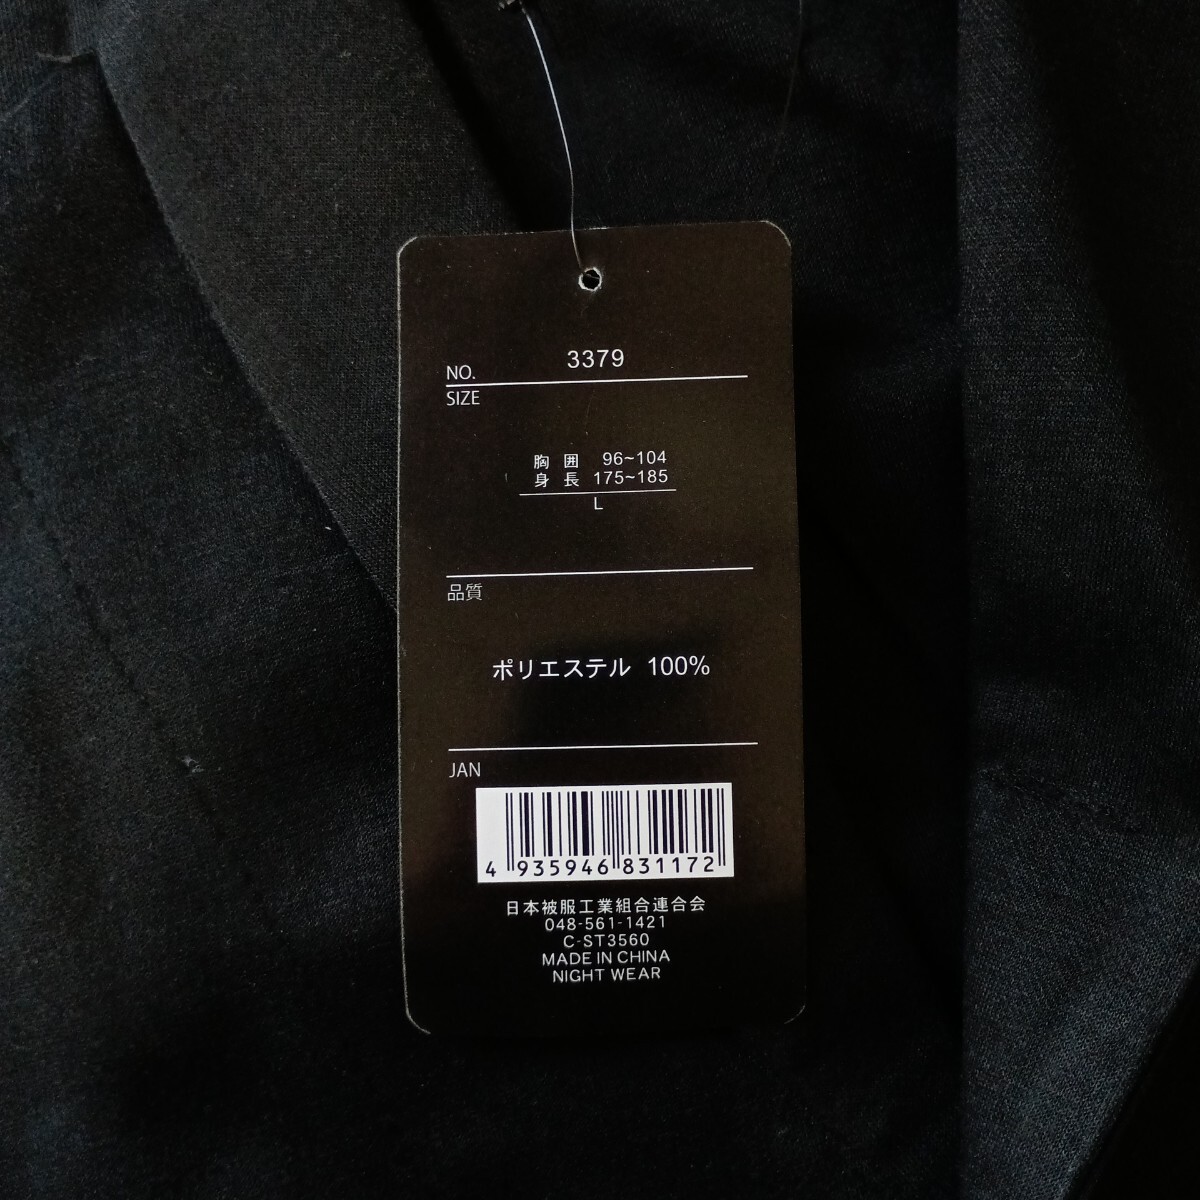 NO. 3379
SIZE
胸囲 96~104
身長 175~185
L
品質
ポリエステル 100%
JAN
4 935946 831172
日本被服工業組合連合会
048-561-1421
C-ST3560
MADE IN CHINA
NIGHT WEAR